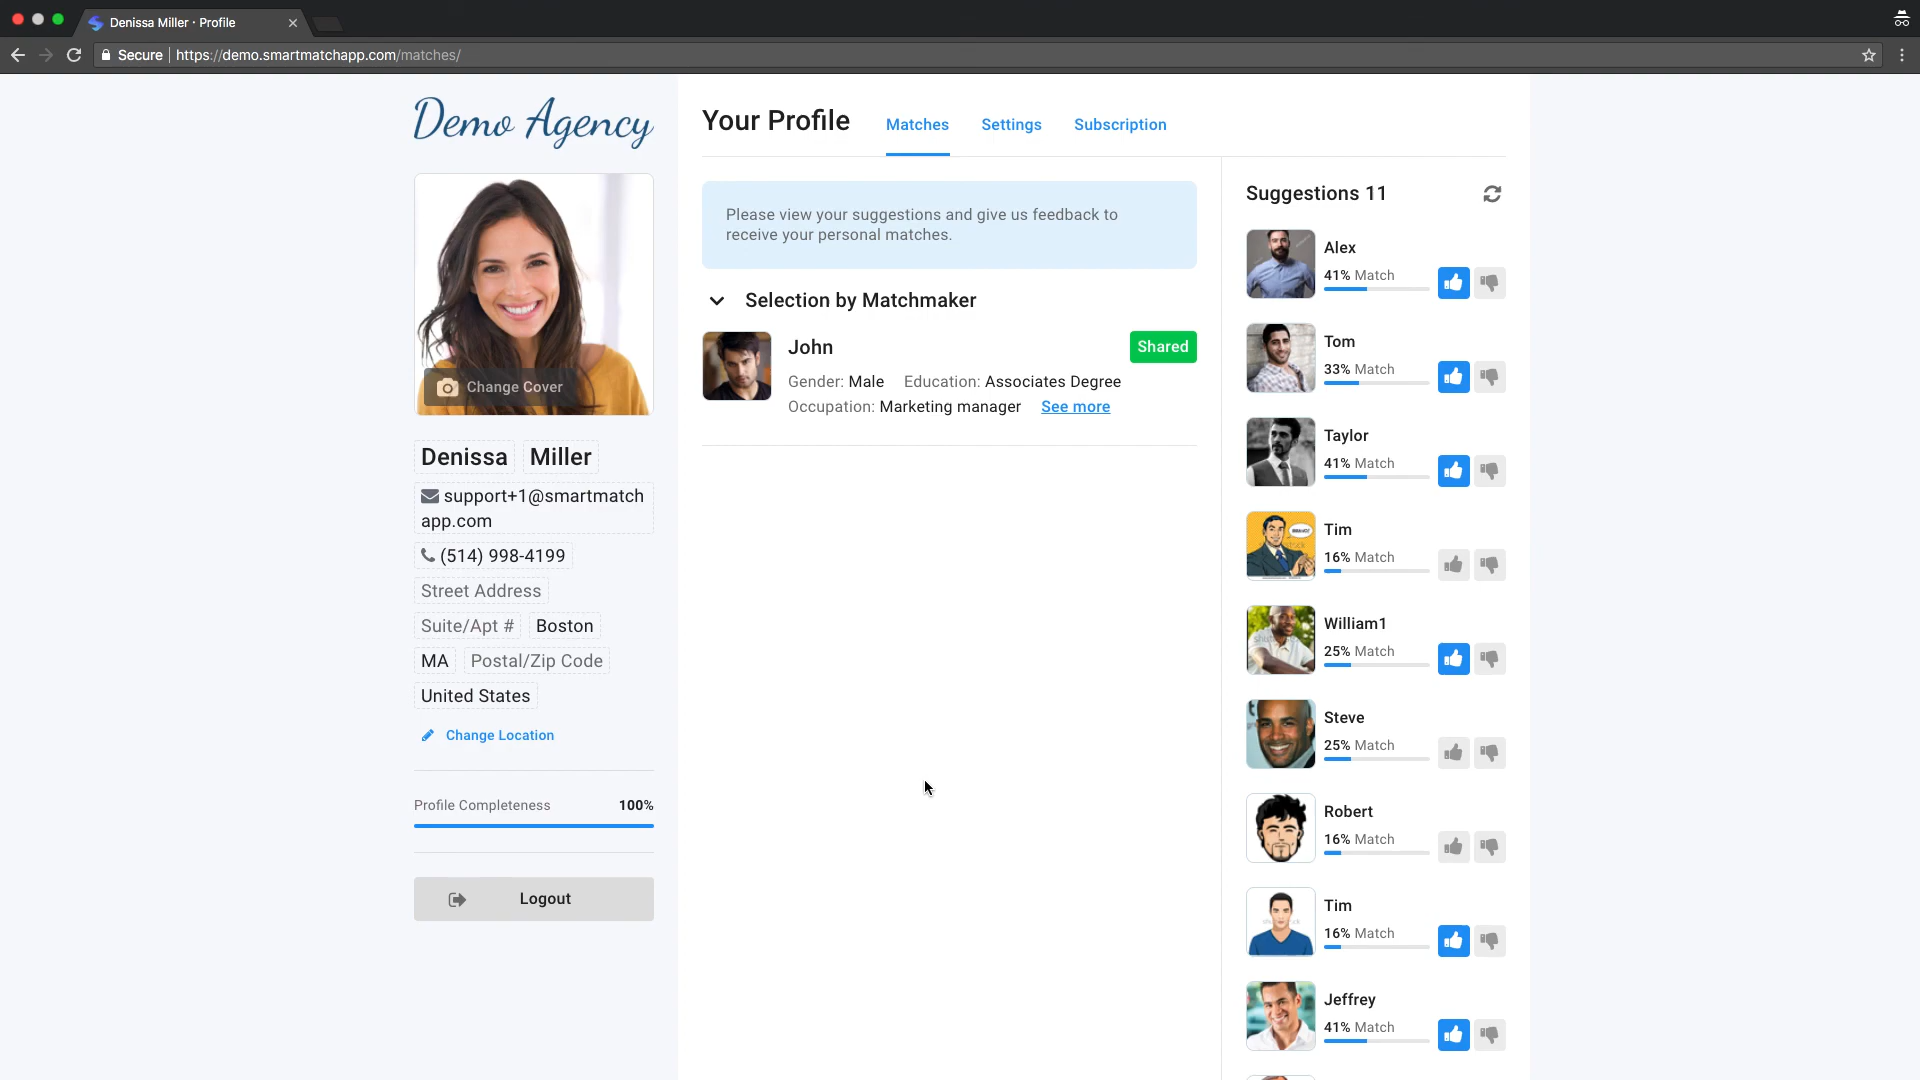 Denissa Miller · Profile
Secure
https://demo.smartmatchapp.com/matches/
Demo Agency
Change Cover
Denissa Miller
support+1@smartmatch
app.com
(514) 998-4199
Street Address
Suite/Apt # Boston
MA Postal/Zip Code
United States
Change Location
Profile Completeness 100%
Logout
Your Profile Matches Settings Subscription
Please view your suggestions and give us feedback to
receive your personal matches.
Selection by Matchmaker
John
Shared
Gender: Male Education: Associates Degree
Occupation: Marketing manager See more
Suggestions 11
Alex
41% Match
Tom
33% Match
Taylor
41% Match
Tim
16% Match
William1
25% Match
Steve
25% Match
Robert
16% Match
Tim
16% Match
Jeffrey
41% Match